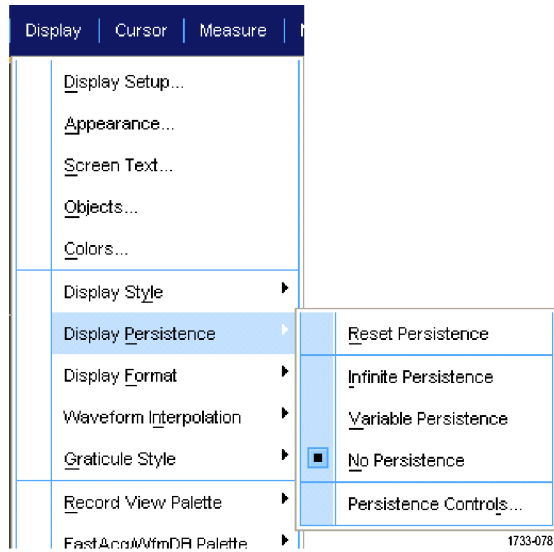 Display Cursor Measure
Display Setup...
Appearance...
Screen Text...
Objects...
Colors...
Display Style
Display Persistence
Display Format
Waveform Interpolation
Graticule Style
Record View Palette
FastAcq/WfmDB Palette
Reset Persistence
Infinite Persistence
Variable Persistence
No Persistence
Persistence Controls...
1733-078